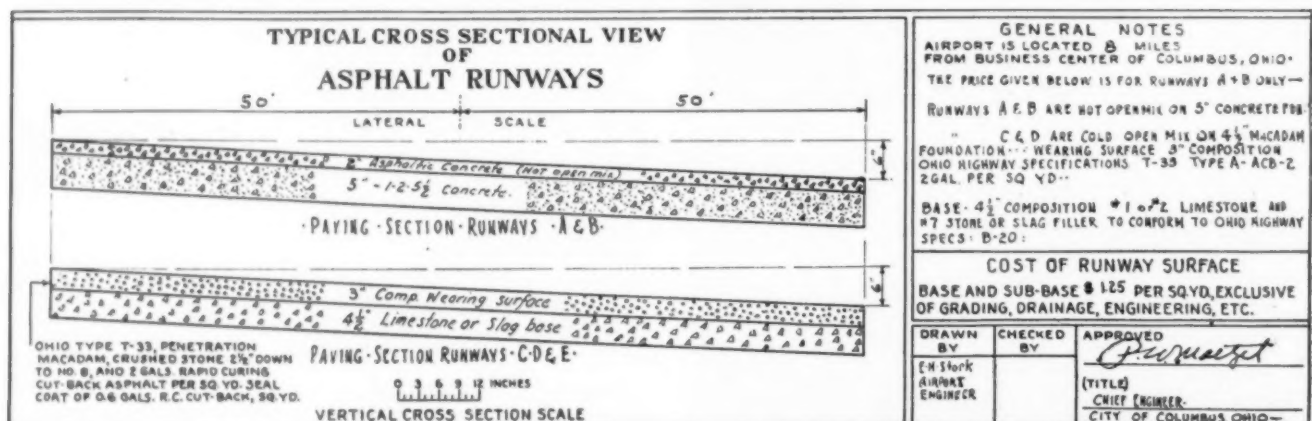 TYPICAL CROSS SECTIONAL VIEW
OF
ASPHALT RUNWAYS
50' 50'
LATERAL SCALE
6"
2" Asphaltic Concrete (Hot open mix)
5" - 1-2-5½ Concrete.
· PAVING · SECTION · RUNWAYS · A & B ·
6"
3" Comp. Wearing surface
4½" Limestone or Slag base
OHIO TYPE T-33, PENETRATION
MACADAM, CRUSHED STONE 2½" DOWN
TO NO. 8, AND 2 GALS. RAPID CURING
CUT-BACK ASPHALT PER SQ. YD. SEAL
COAT OF 0.6 GALS. R.C. CUT-BACK, SQ. YD.
PAVING · SECTION RUNWAYS · C · D & E ·
0 3 6 9 12 INCHES
VERTICAL CROSS SECTION SCALE
GENERAL NOTES
AIRPORT IS LOCATED 8 MILES
FROM BUSINESS CENTER OF COLUMBUS, OHIO.
THE PRICE GIVEN BELOW IS FOR RUNWAYS A & B ONLY —
RUNWAYS A & B ARE HOT OPEN MIX ON 5" CONCRETE FDN.
" C & D ARE COLD OPEN MIX ON 4½" MACADAM
FOUNDATION ··· WEARING SURFACE 3" COMPOSITION
OHIO HIGHWAY SPECIFICATIONS T-33 TYPE A- ACB-2
2 GAL. PER SQ YD··
BASE - 4½" COMPOSITION #1 or #2 LIMESTONE AND
#7 STONE OR SLAG FILLER TO CONFORM TO OHIO HIGHWAY
SPECS: B-20:
COST OF RUNWAY SURFACE
BASE AND SUB-BASE $ 1.25 PER SQ.YD., EXCLUSIVE
OF GRADING, DRAINAGE, ENGINEERING, ETC.
DRAWN BY
E.H. Stork
AIRPORT
ENGINEER
CHECKED BY
APPROVED
(TITLE)
CHIEF ENGINEER.
CITY OF COLUMBUS OHIO —